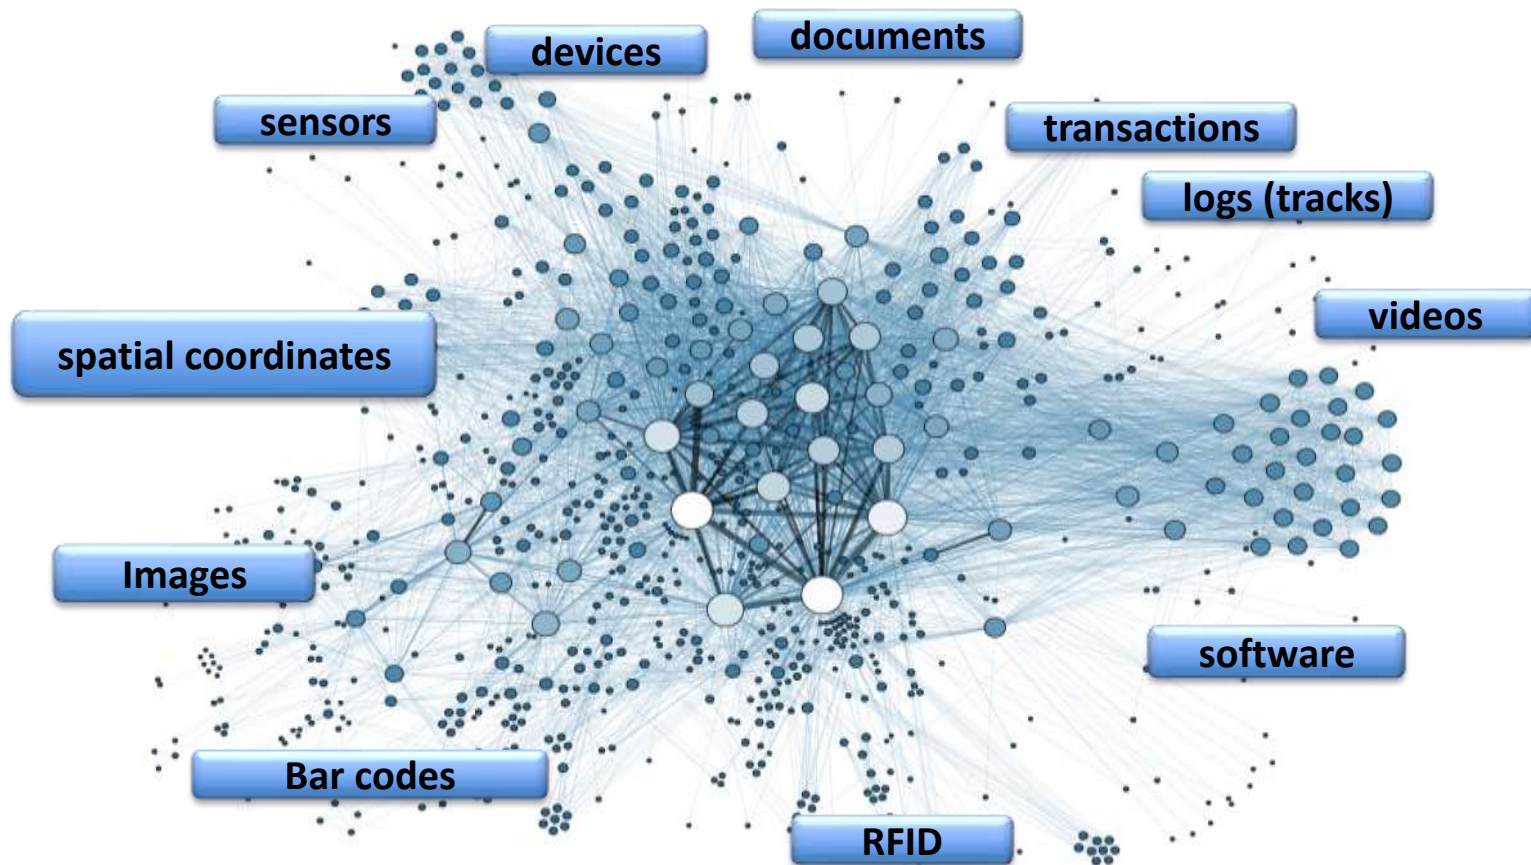 documents
devices
sensors
transactions
logs (tracks)
videos
spatial coordinates
Images
software
Bar codes
RFID